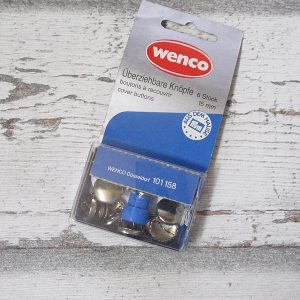 wenco
Überziehbare Knöpfe 6 Stück
boutons à recouvrir 15 mm
cover buttons
WENCO Düsseldorf 101 158